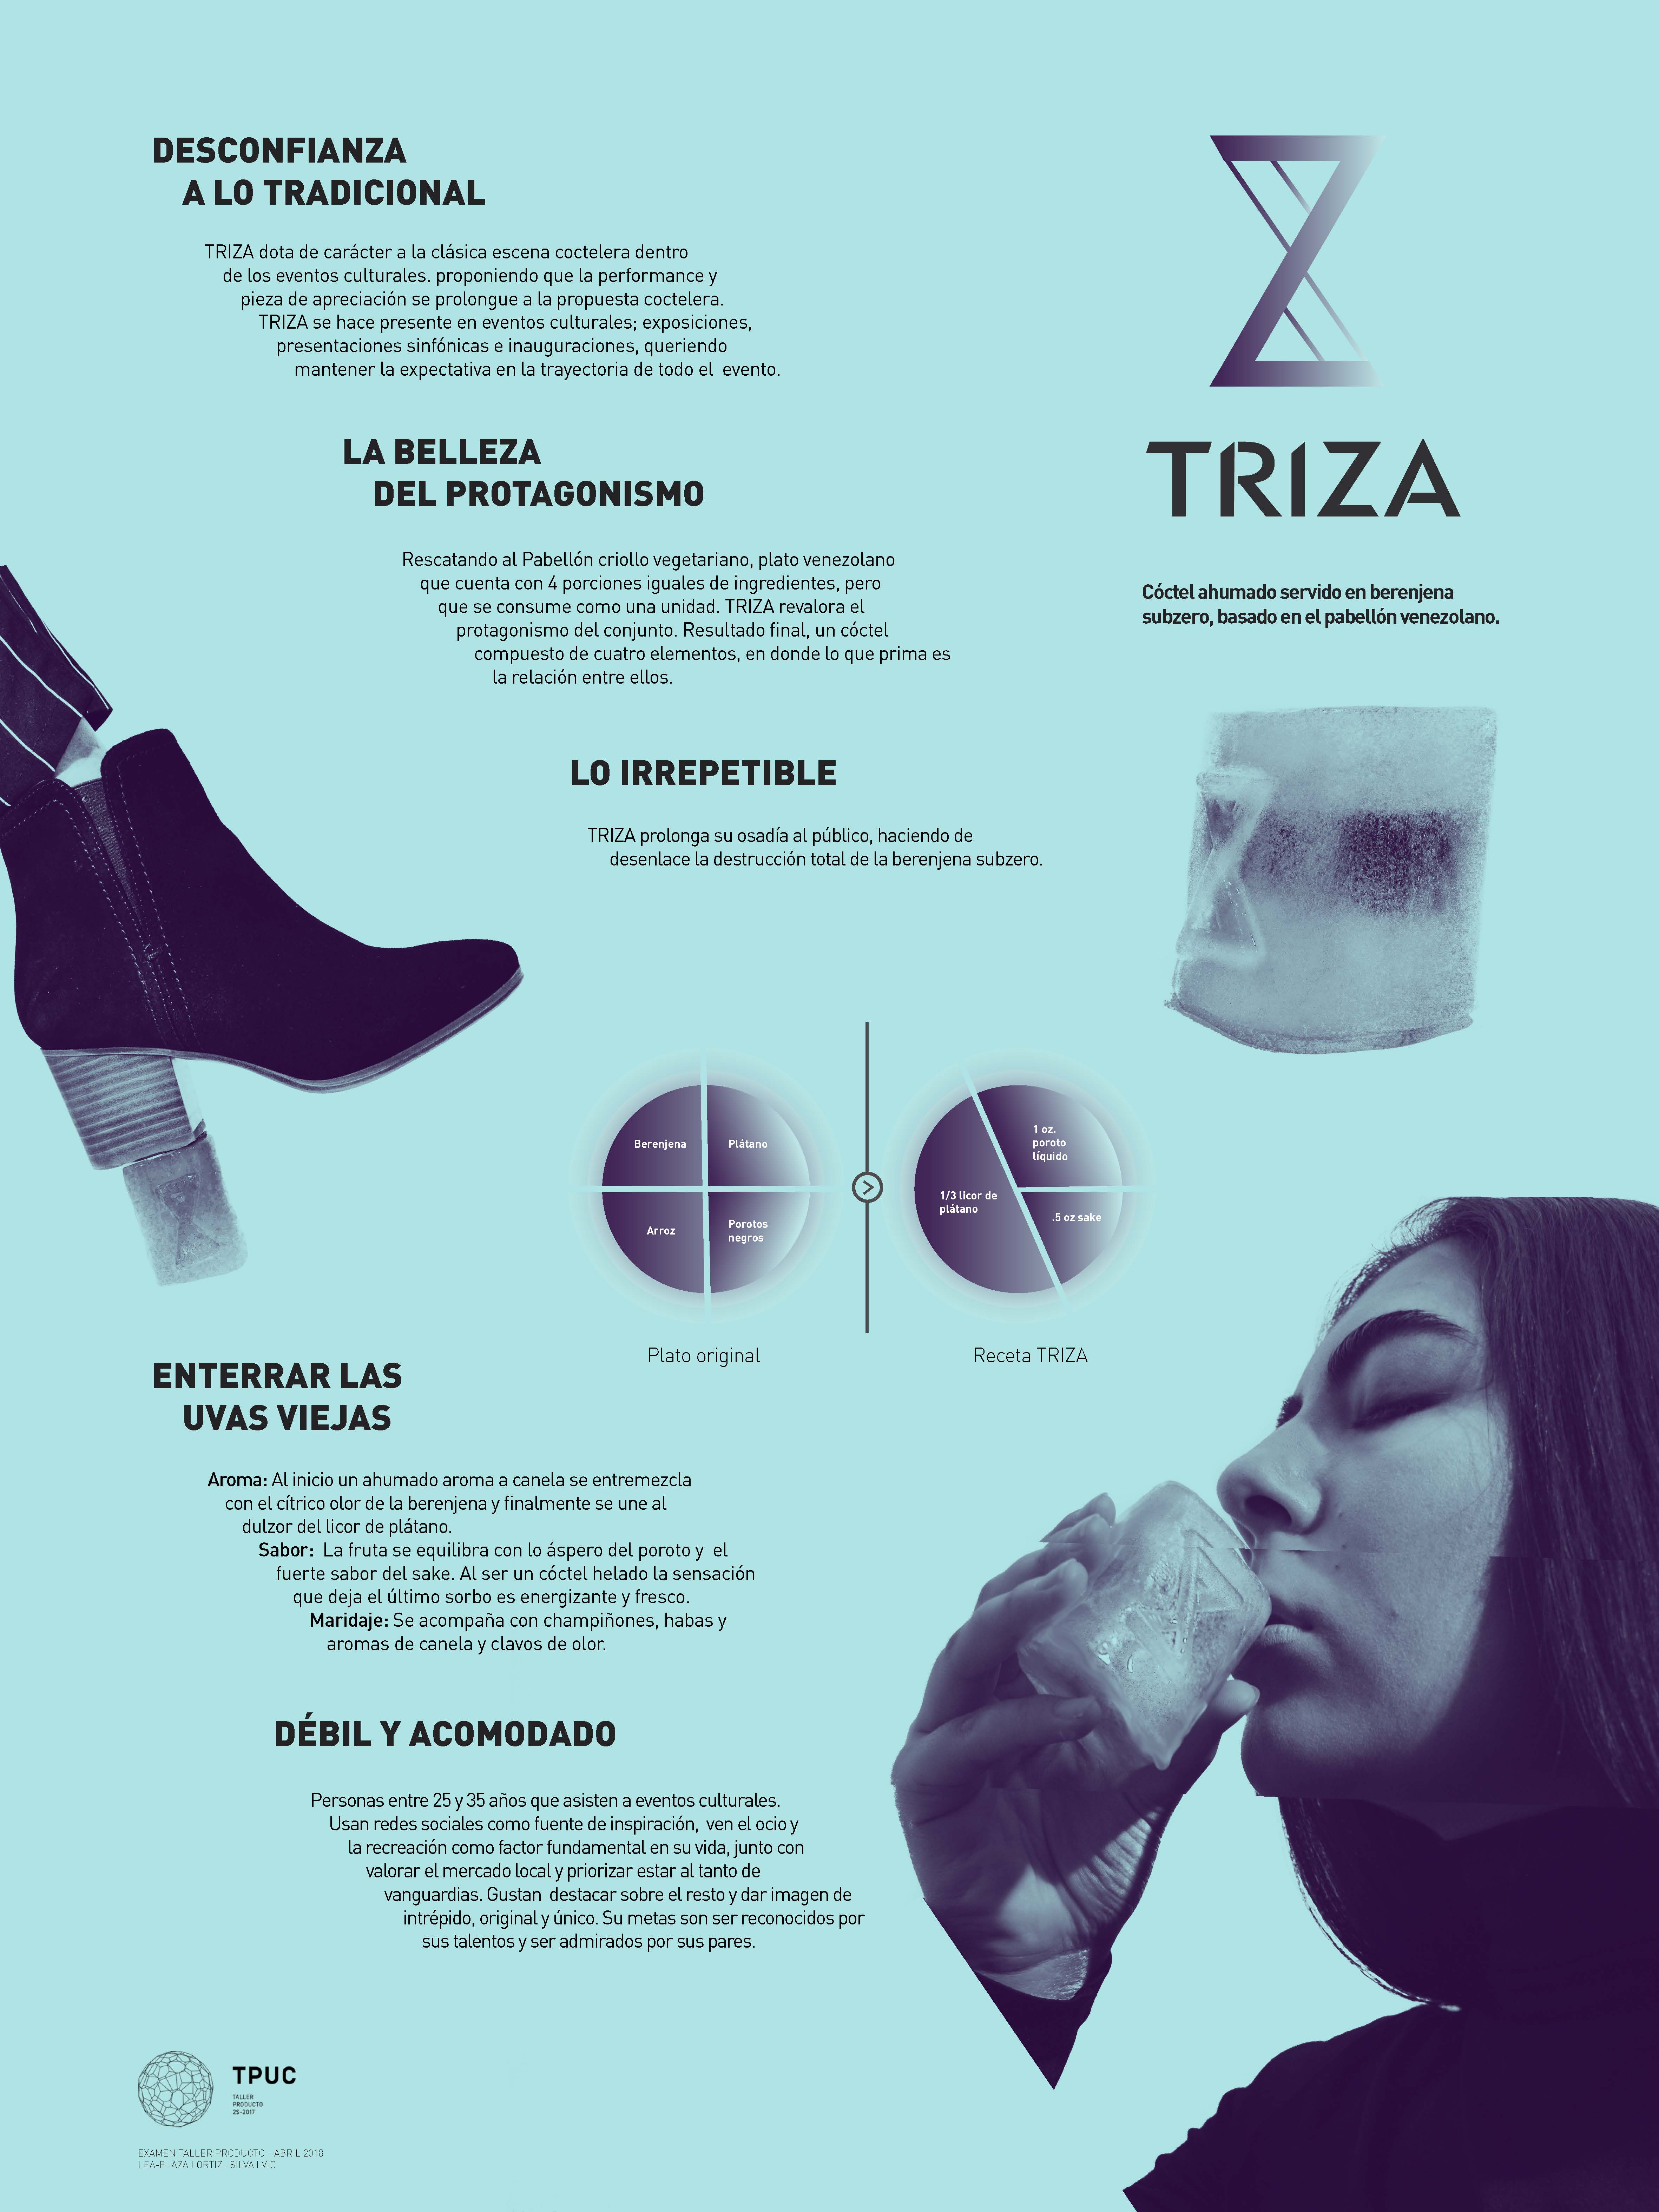 DESCONFIANZA
A LO TRADICIONAL
TRIZA dota de carácter a la clásica escena coctelera dentro
de los eventos culturales. proponiendo que la performance y
pieza de apreciación se prolongue a la propuesta coctelera.
TRIZA se hace presente en eventos culturales; exposiciones,
presentaciones sinfónicas e inauguraciones, queriendo
mantener la expectativa en la trayectoria de todo el evento.
LA BELLEZA
DEL PROTAGONISMO
Rescatando al Pabellón criollo vegetariano, plato venezolano
que cuenta con 4 porciones iguales de ingredientes, pero
que se consume como una unidad. TRIZA revalora el
protagonismo del conjunto. Resultado final, un cóctel
compuesto de cuatro elementos, en donde lo que prima es
la relación entre ellos.
TRIZA
Cóctel ahumado servido en berenjena
subzero, basado en el pabellón venezolano.
LO IRREPETIBLE
TRIZA prolonga su osadía al público, haciendo de
desenlace la destrucción total de la berenjena subzero.
Berenjena
Plátano
Arroz
Porotos
negros
Plato original
1 oz.
poroto
líquido
1/3 licor de
plátano
.5 oz sake
Receta TRIZA
ENTERRAR LAS
UVAS VIEJAS
Aroma: Al inicio un ahumado aroma a canela se entremezcla
con el cítrico olor de la berenjena y finalmente se une al
dulzor del licor de plátano.
Sabor: La fruta se equilibra con lo áspero del poroto y el
fuerte sabor del sake. Al ser un cóctel helado la sensación
que deja el último sorbo es energizante y fresco.
Maridaje: Se acompaña con champiñones, habas y
aromas de canela y clavos de olor.
DÉBIL Y ACOMODADO
Personas entre 25 y 35 años que asisten a eventos culturales.
Usan redes sociales como fuente de inspiración, ven el ocio y
la recreación como factor fundamental en su vida, junto con
valorar el mercado local y priorizar estar al tanto de
vanguardias. Gustan destacar sobre el resto y dar imagen de
intrépido, original y único. Su metas son ser reconocidos por
sus talentos y ser admirados por sus pares.
TPUC
TALLER
PRODUCTO
2S-2017
EXAMEN TALLER PRODUCTO - ABRIL 2018
LEA-PLAZA I ORTIZ I SILVA I VIO